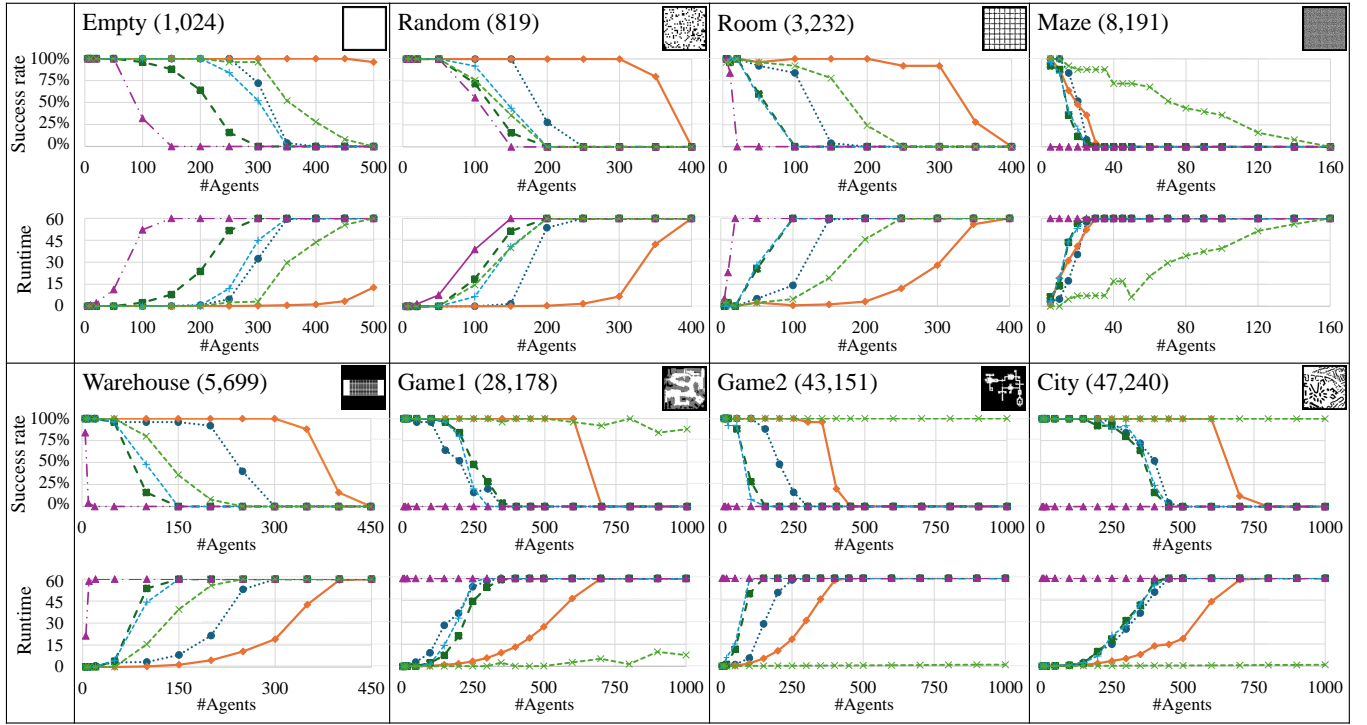 Empty (1,024)
Random (819)
Room (3,232)
Maze (8,191)
Success rate
100%
75%
50%
25%
0%
0 100 200 300 400 500
0 100 200 300 400
0 100 200 300 400
0 40 80 120 160
#Agents
#Agents
#Agents
#Agents
Runtime
60
45
30
15
0
0 100 200 300 400 500
0 100 200 300 400
0 100 200 300 400
0 40 80 120 160
#Agents
#Agents
#Agents
#Agents
Warehouse (5,699)
Game1 (28,178)
Game2 (43,151)
City (47,240)
Success rate
100%
75%
50%
25%
0%
0 150 300 450
0 250 500 750 1000
0 250 500 750 1000
0 250 500 750 1000
#Agents
#Agents
#Agents
#Agents
Runtime
60
45
30
15
0
0 150 300 450
0 250 500 750 1000
0 250 500 750 1000
0 250 500 750 1000
#Agents
#Agents
#Agents
#Agents